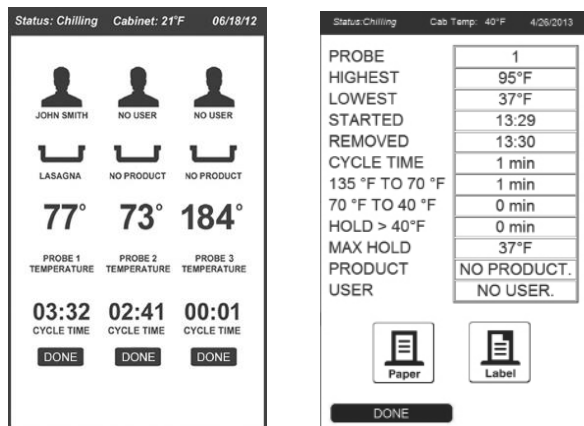 Status: Chilling Cabinet: 21°F 06/18/12
JOHN SMITH NO USER NO USER
LASAGNA NO PRODUCT NO PRODUCT
77° 73° 184°
PROBE 1 PROBE 2 PROBE 3
TEMPERATURE TEMPERATURE TEMPERATURE
03:32 02:41 00:01
CYCLE TIME CYCLE TIME CYCLE TIME
DONE DONE DONE
Status:Chilling Cab Temp: 40°F 4/26/2013
PROBE 1
HIGHEST 95°F
LOWEST 37°F
STARTED 13:29
REMOVED 13:30
CYCLE TIME 1 min
135 °F TO 70 °F 1 min
70 °F TO 40 °F 0 min
HOLD > 40°F 0 min
MAX HOLD 37°F
PRODUCT NO PRODUCT.
USER NO USER.
Paper Label
DONE